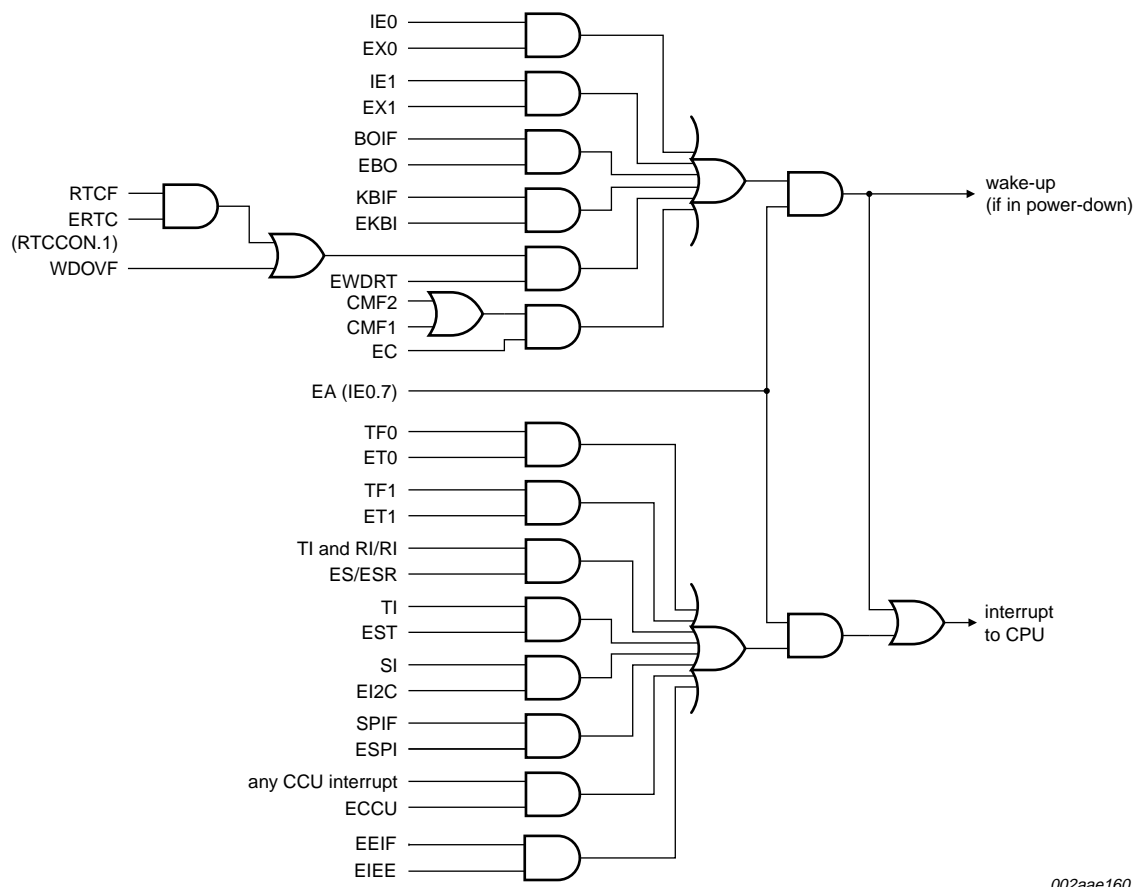 IE0
EX0
IE1
EX1
BOIF
EBO
KBIF
EKBI
RTCF
ERTC
(RTCCON.1)
WDOVF
EWDRT
CMF2
CMF1
EC
wake-up
(if in power-down)
EA (IE0.7)
TF0
ET0
TF1
ET1
TI and RI/RI
ES/ESR
TI
EST
SI
EI2C
SPIF
ESPI
any CCU interrupt
ECCU
EEIF
EIEE
interrupt
to CPU
002aae160